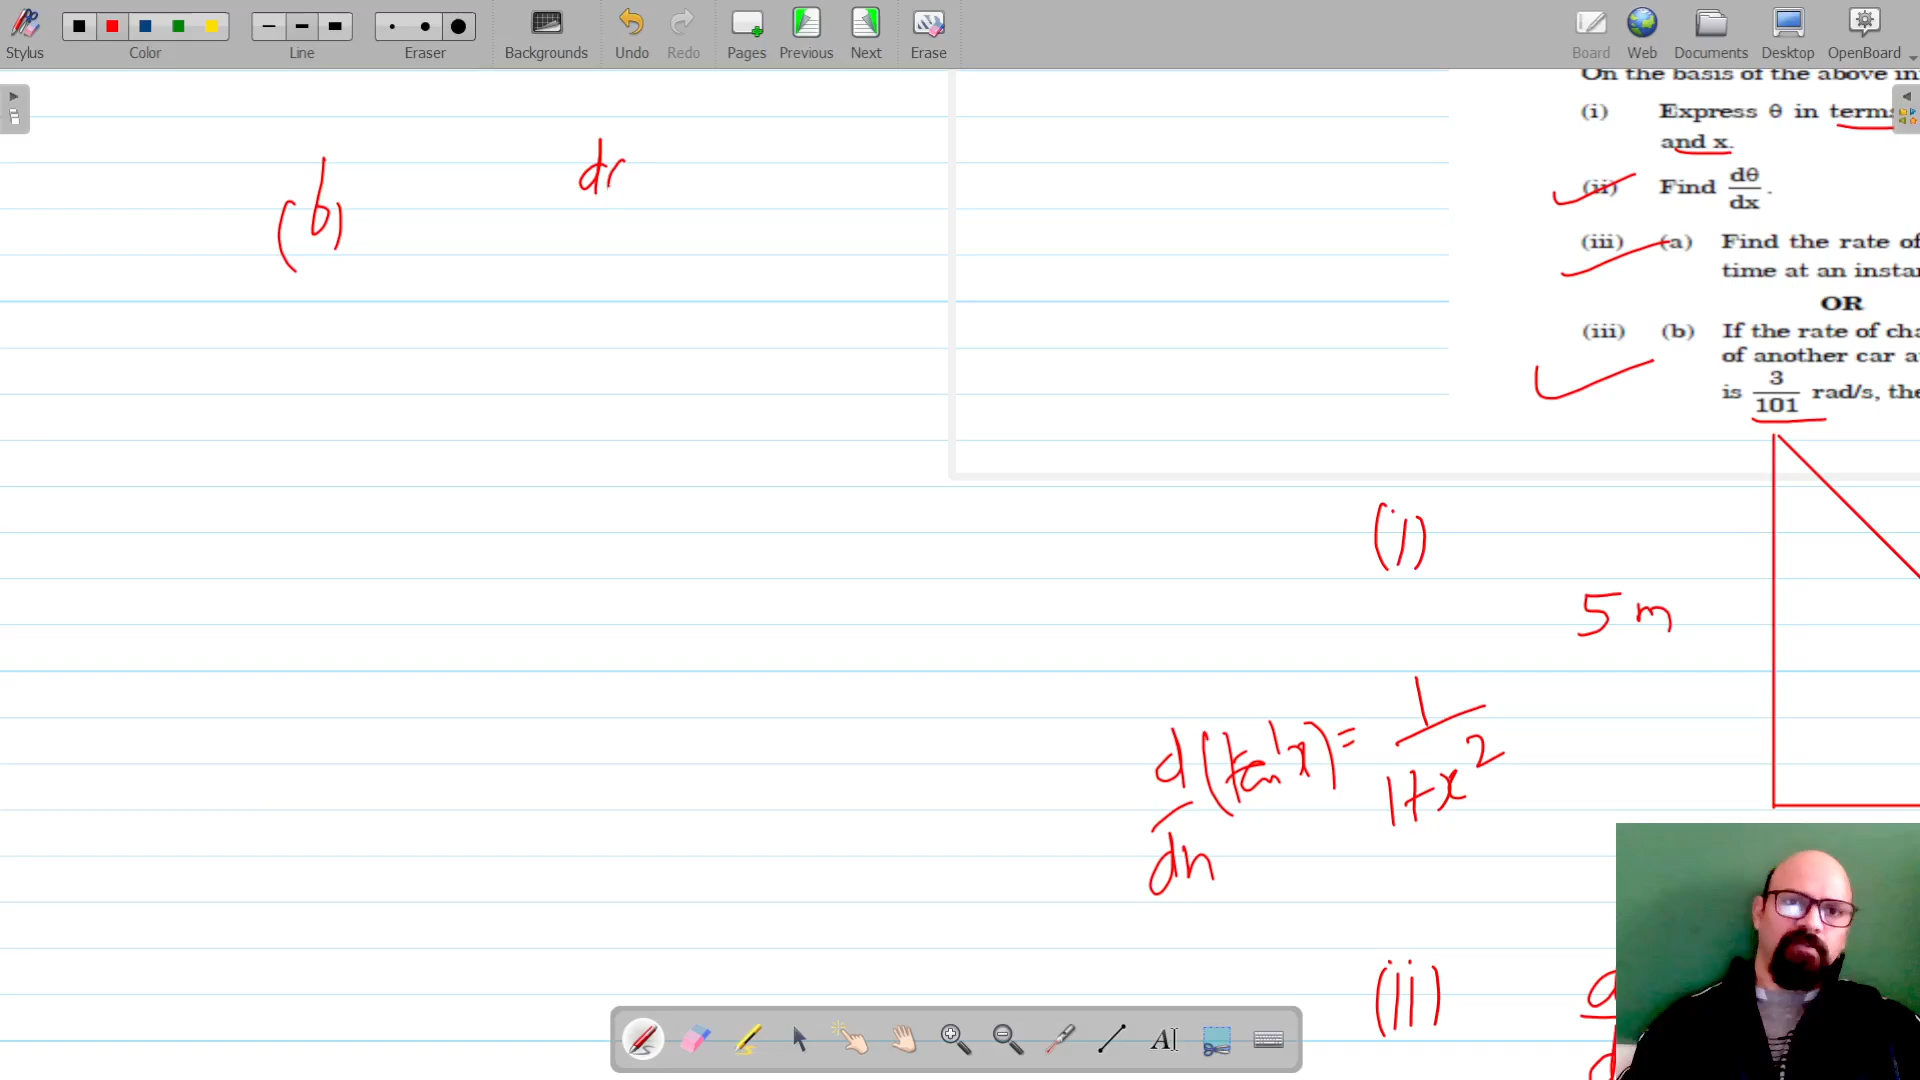 Stylus Color Line Eraser Backgrounds Undo Redo Pages Previous Next Erase Board Web Documents Desktop OpenBoard
On the basis of the above in
(i) Express θ in terms
and x.
(ii) Find dθ/dx.
(iii) (a) Find the rate of
time at an instan
OR
(iii) (b) If the rate of cha
of another car a
is 3/101 rad/s, the
(b)
(i)
5 m
d/dn (tan⁻¹x) = 1/1+x²
(ii)